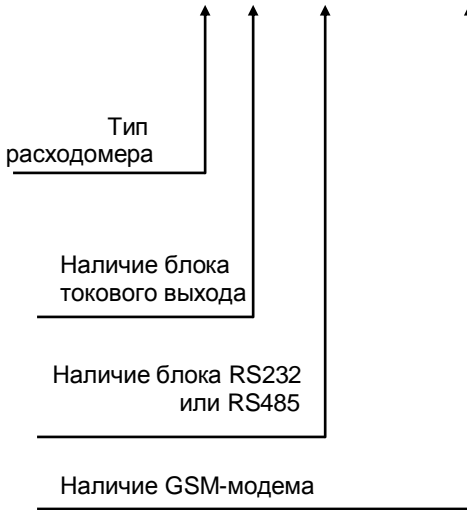 Тип
расходомера
Наличие блока
токового выхода
Наличие блока RS232
или RS485
Наличие GSM-модема